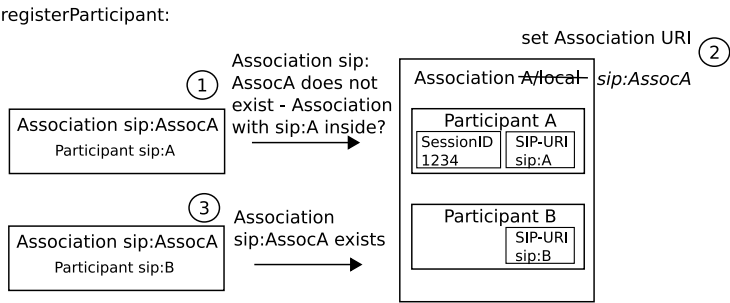 registerParticipant:
set Association URI
2
1
Association sip:
AssocA does not
exist - Association
with sip:A inside?
Association sip:AssocA
Participant sip:A
Association A/local sip:AssocA
Participant A
SessionID
1234
SIP-URI
sip:A
3
Association
sip:AssocA exists
Association sip:AssocA
Participant sip:B
Participant B
SIP-URI
sip:B